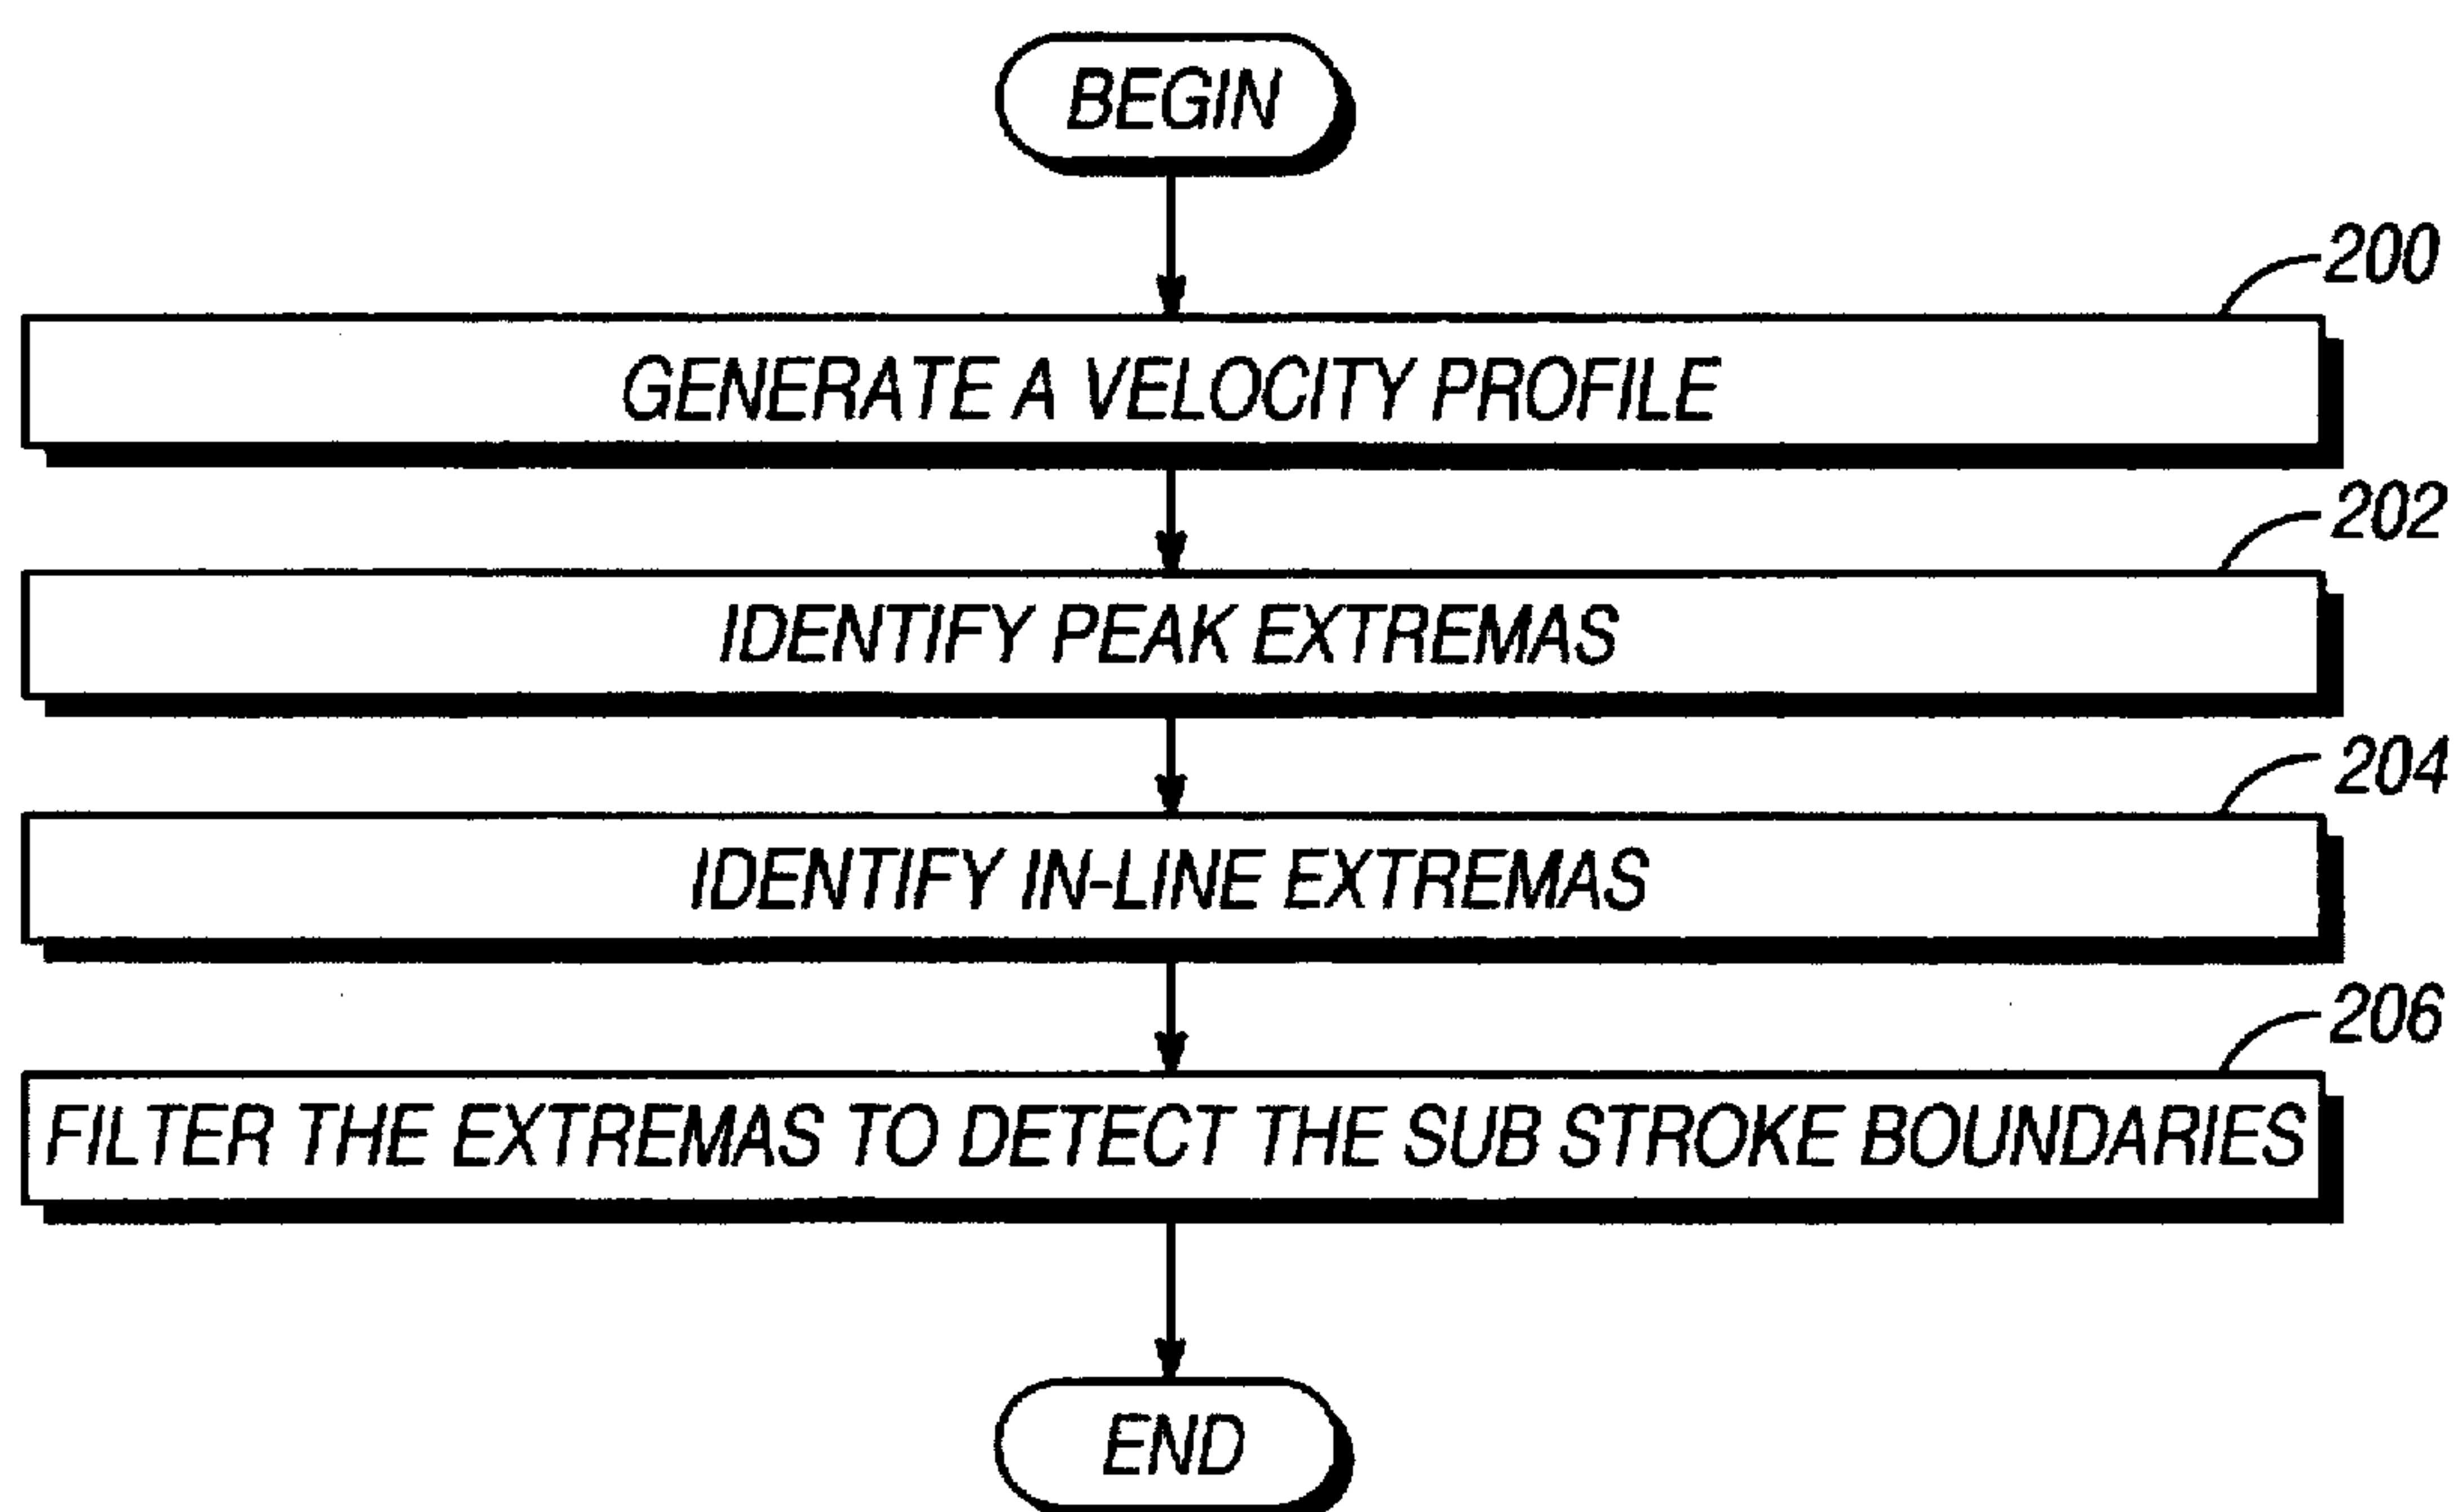 BEGIN
200
GENERATE A VELOCITY PROFILE
202
IDENTIFY PEAK EXTREMAS
204
IDENTIFY IN-LINE EXTREMAS
206
FILTER THE EXTREMAS TO DETECT THE SUB STROKE BOUNDARIES
END